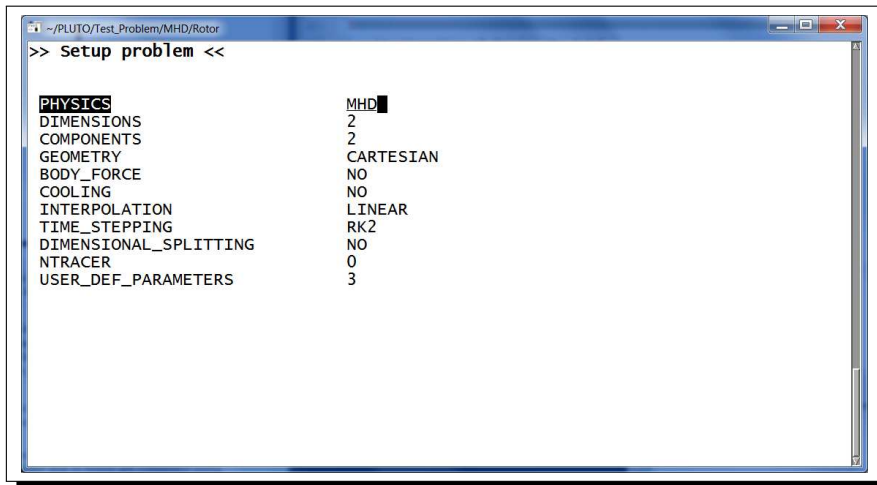 ~/PLUTO/Test_Problem/MHD/Rotor
>> Setup problem <<
PHYSICS MHD
DIMENSIONS 2
COMPONENTS 2
GEOMETRY CARTESIAN
BODY_FORCE NO
COOLING NO
INTERPOLATION LINEAR
TIME_STEPPING RK2
DIMENSIONAL_SPLITTING NO
NTRACER 0
USER_DEF_PARAMETERS 3